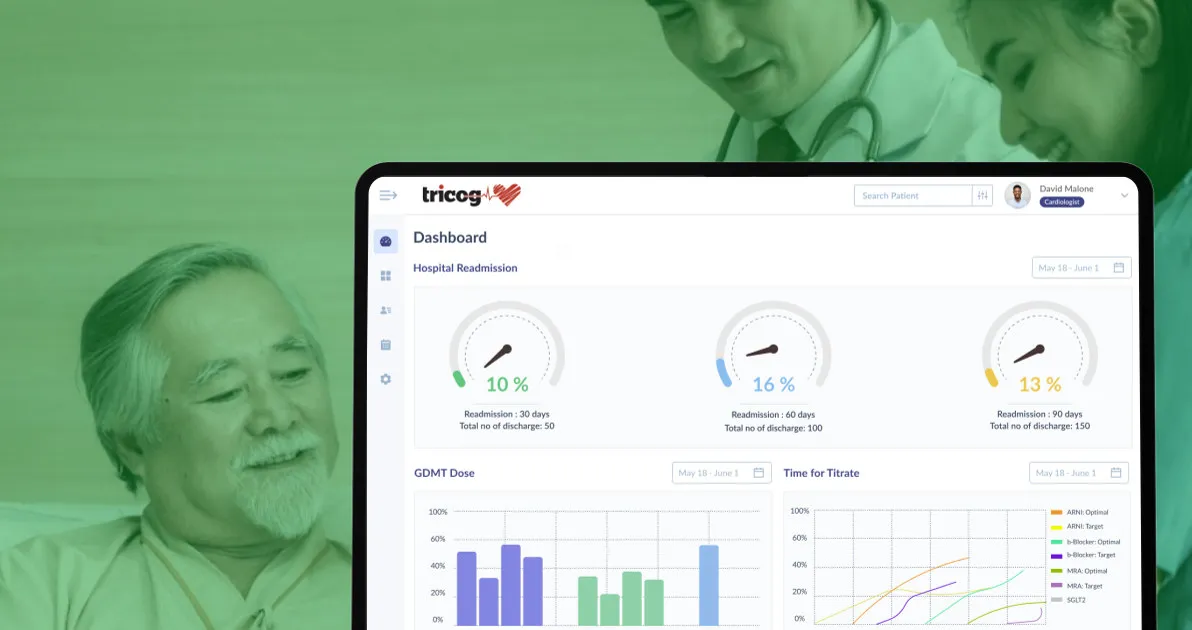 tricog
Search Patient
David Malone
Cardiologist
Dashboard
Hospital Readmission
May 18 - June 1
10 %
16 %
13 %
Readmission : 30 days
Total no of discharge: 50
Readmission : 60 days
Total no of discharge: 100
Readmission : 90 days
Total no of discharge: 150
GDMT Dose
May 18 - June 1
Time for Titrate
May 18 - June 1
100%
60%
40%
20%
0%
100%
60%
40%
20%
0%
ARNI: Optimal
ARNI: Target
b-Blocker: Optimal
b-Blocker: Target
MRA: Optimal
MRA: Target
SGLT2